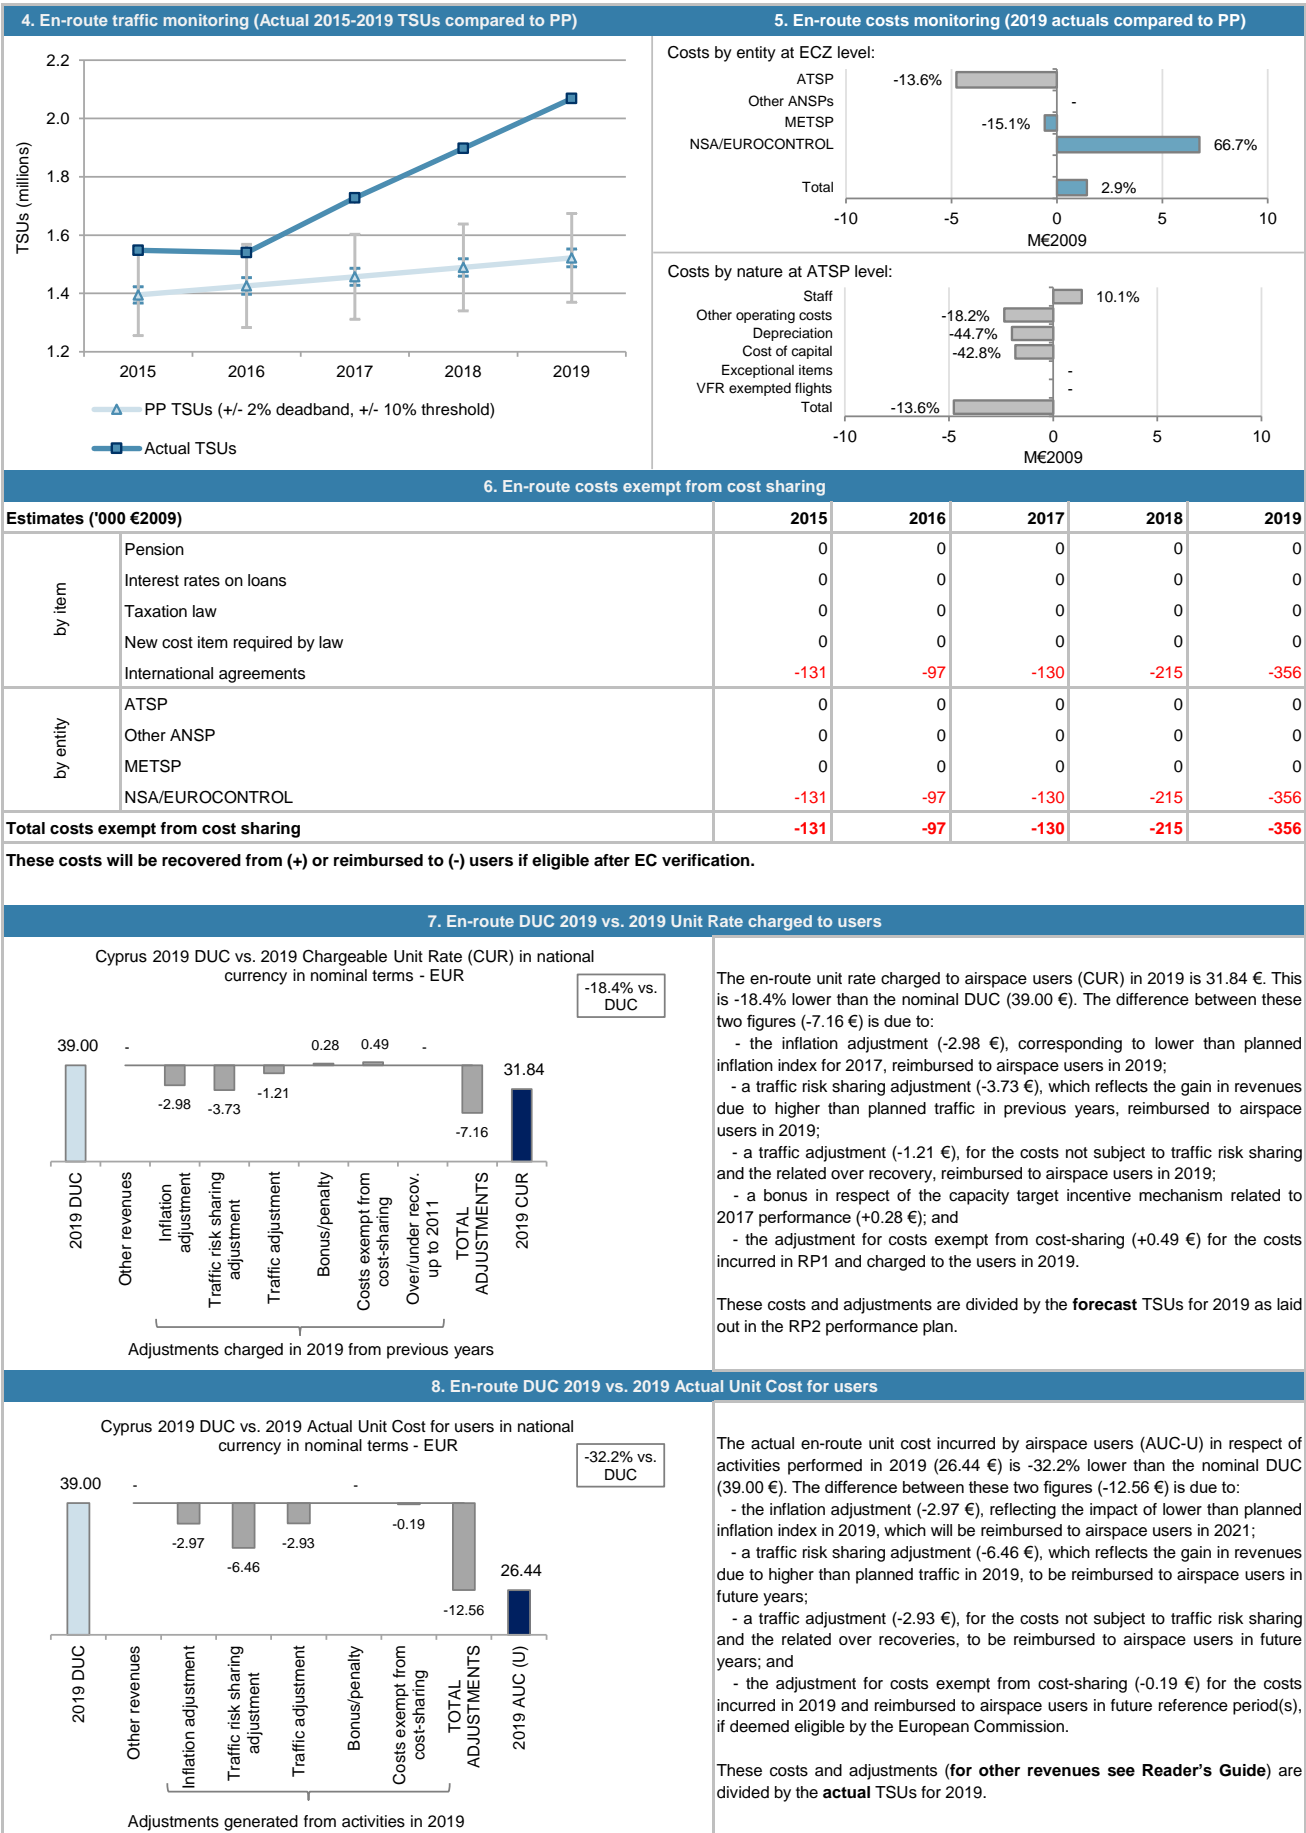 4. En-route traffic monitoring (Actual 2015-2019 TSUs compared to PP)
2.2
2.0
1.8
1.6
1.4
1.2
TSUs (millions)
2015 2016 2017 2018 2019
PP TSUs (+/- 2% deadband, +/- 10% threshold)
Actual TSUs
5. En-route costs monitoring (2019 actuals compared to PP)
Costs by entity at ECZ level:
ATSP -13.6%
Other ANSPs -
METSP -15.1%
NSA/EUROCONTROL 66.7%
Total 2.9%
-10 -5 0 5 10
M€2009
Costs by nature at ATSP level:
Staff 10.1%
Other operating costs -18.2%
Depreciation -44.7%
Cost of capital -42.8%
Exceptional items -
VFR exempted flights -
Total -13.6%
-10 -5 0 5 10
M€2009
6. En-route costs exempt from cost sharing
Estimates ('000 €2009) 2015 2016 2017 2018 2019
by item
Pension 0 0 0 0 0
Interest rates on loans 0 0 0 0 0
Taxation law 0 0 0 0 0
New cost item required by law 0 0 0 0 0
International agreements -131 -97 -130 -215 -356
by entity
ATSP 0 0 0 0 0
Other ANSP 0 0 0 0 0
METSP 0 0 0 0 0
NSA/EUROCONTROL -131 -97 -130 -215 -356
Total costs exempt from cost sharing -131 -97 -130 -215 -356
These costs will be recovered from (+) or reimbursed to (-) users if eligible after EC verification.
7. En-route DUC 2019 vs. 2019 Unit Rate charged to users
Cyprus 2019 DUC vs. 2019 Chargeable Unit Rate (CUR) in national
currency in nominal terms - EUR
-18.4% vs.
DUC
39.00 - -2.98 -3.73 -1.21 0.28 0.49 - -7.16 31.84
2019 DUC
Other revenues
Inflation
adjustment
Traffic risk sharing
adjustment
Traffic adjustment
Bonus/penalty
Costs exempt from
cost-sharing
Over/under recov.
up to 2011
TOTAL
ADJUSTMENTS
2019 CUR
Adjustments charged in 2019 from previous years
The en-route unit rate charged to airspace users (CUR) in 2019 is 31.84 €. This
is -18.4% lower than the nominal DUC (39.00 €). The difference between these
two figures (-7.16 €) is due to:
- the inflation adjustment (-2.98 €), corresponding to lower than planned
inflation index for 2017, reimbursed to airspace users in 2019;
- a traffic risk sharing adjustment (-3.73 €), which reflects the gain in revenues
due to higher than planned traffic in previous years, reimbursed to airspace
users in 2019;
- a traffic adjustment (-1.21 €), for the costs not subject to traffic risk sharing
and the related over recovery, reimbursed to airspace users in 2019;
- a bonus in respect of the capacity target incentive mechanism related to
2017 performance (+0.28 €); and
- the adjustment for costs exempt from cost-sharing (+0.49 €) for the costs
incurred in RP1 and charged to the users in 2019.
These costs and adjustments are divided by the forecast TSUs for 2019 as laid
out in the RP2 performance plan.
8. En-route DUC 2019 vs. 2019 Actual Unit Cost for users
Cyprus 2019 DUC vs. 2019 Actual Unit Cost for users in national
currency in nominal terms - EUR
-32.2% vs.
DUC
39.00 - -2.97 -6.46 -2.93 - -0.19 -12.56 26.44
2019 DUC
Other revenues
Inflation adjustment
Traffic risk sharing
adjustment
Traffic adjustment
Bonus/penalty
Costs exempt from
cost-sharing
TOTAL
ADJUSTMENTS
2019 AUC (U)
Adjustments generated from activities in 2019
The actual en-route unit cost incurred by airspace users (AUC-U) in respect of
activities performed in 2019 (26.44 €) is -32.2% lower than the nominal DUC
(39.00 €). The difference between these two figures (-12.56 €) is due to:
- the inflation adjustment (-2.97 €), reflecting the impact of lower than planned
inflation index in 2019, which will be reimbursed to airspace users in 2021;
- a traffic risk sharing adjustment (-6.46 €), which reflects the gain in revenues
due to higher than planned traffic in 2019, to be reimbursed to airspace users in
future years;
- a traffic adjustment (-2.93 €), for the costs not subject to traffic risk sharing
and the related over recoveries, to be reimbursed to airspace users in future
years; and
- the adjustment for costs exempt from cost-sharing (-0.19 €) for the costs
incurred in 2019 and reimbursed to airspace users in future reference period(s),
if deemed eligible by the European Commission.
These costs and adjustments (for other revenues see Reader's Guide) are
divided by the actual TSUs for 2019.